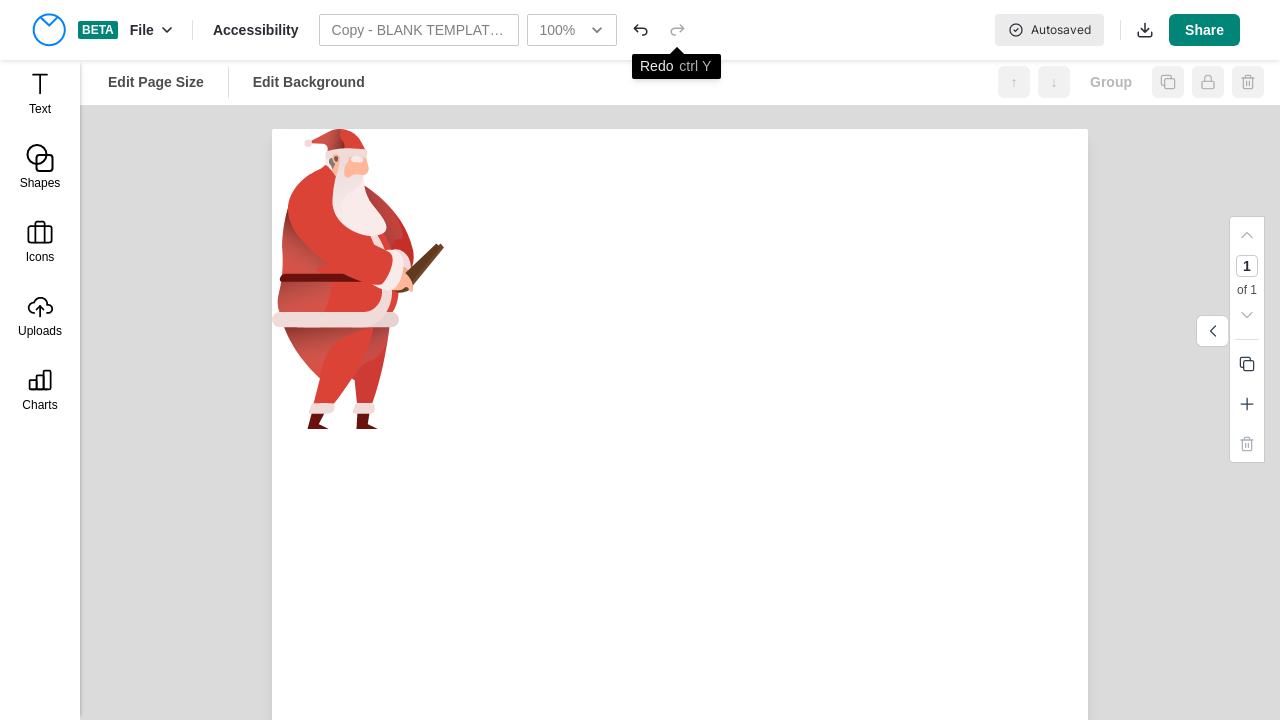 BETA
File
Accessibility
Copy - BLANK TEMPLAT…
100%
Autosaved
Share
Redo ctrl Y
Edit Page Size
Edit Background
↑
↓
Group
Text
Shapes
Icons
Uploads
Charts
1
of 1